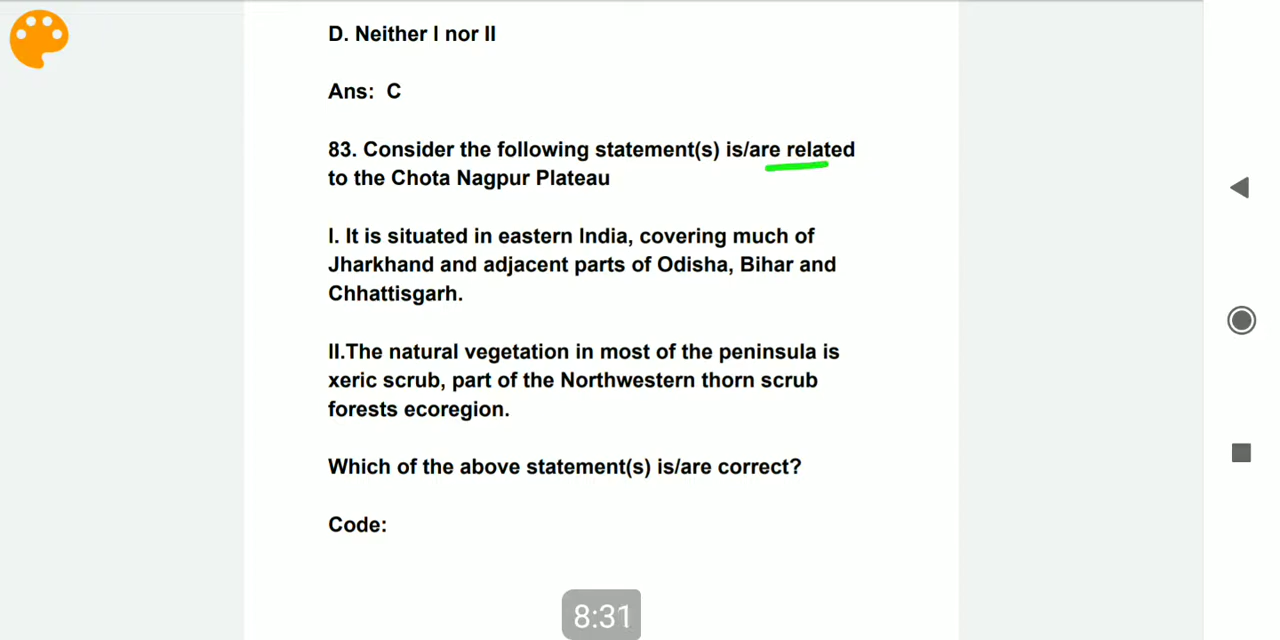 D. Neither I nor II
Ans: C
83. Consider the following statement(s) is/are related
to the Chota Nagpur Plateau
I. It is situated in eastern India, covering much of
Jharkhand and adjacent parts of Odisha, Bihar and
Chhattisgarh.
II.The natural vegetation in most of the peninsula is
xeric scrub, part of the Northwestern thorn scrub
forests ecoregion.
Which of the above statement(s) is/are correct?
Code:
8:31